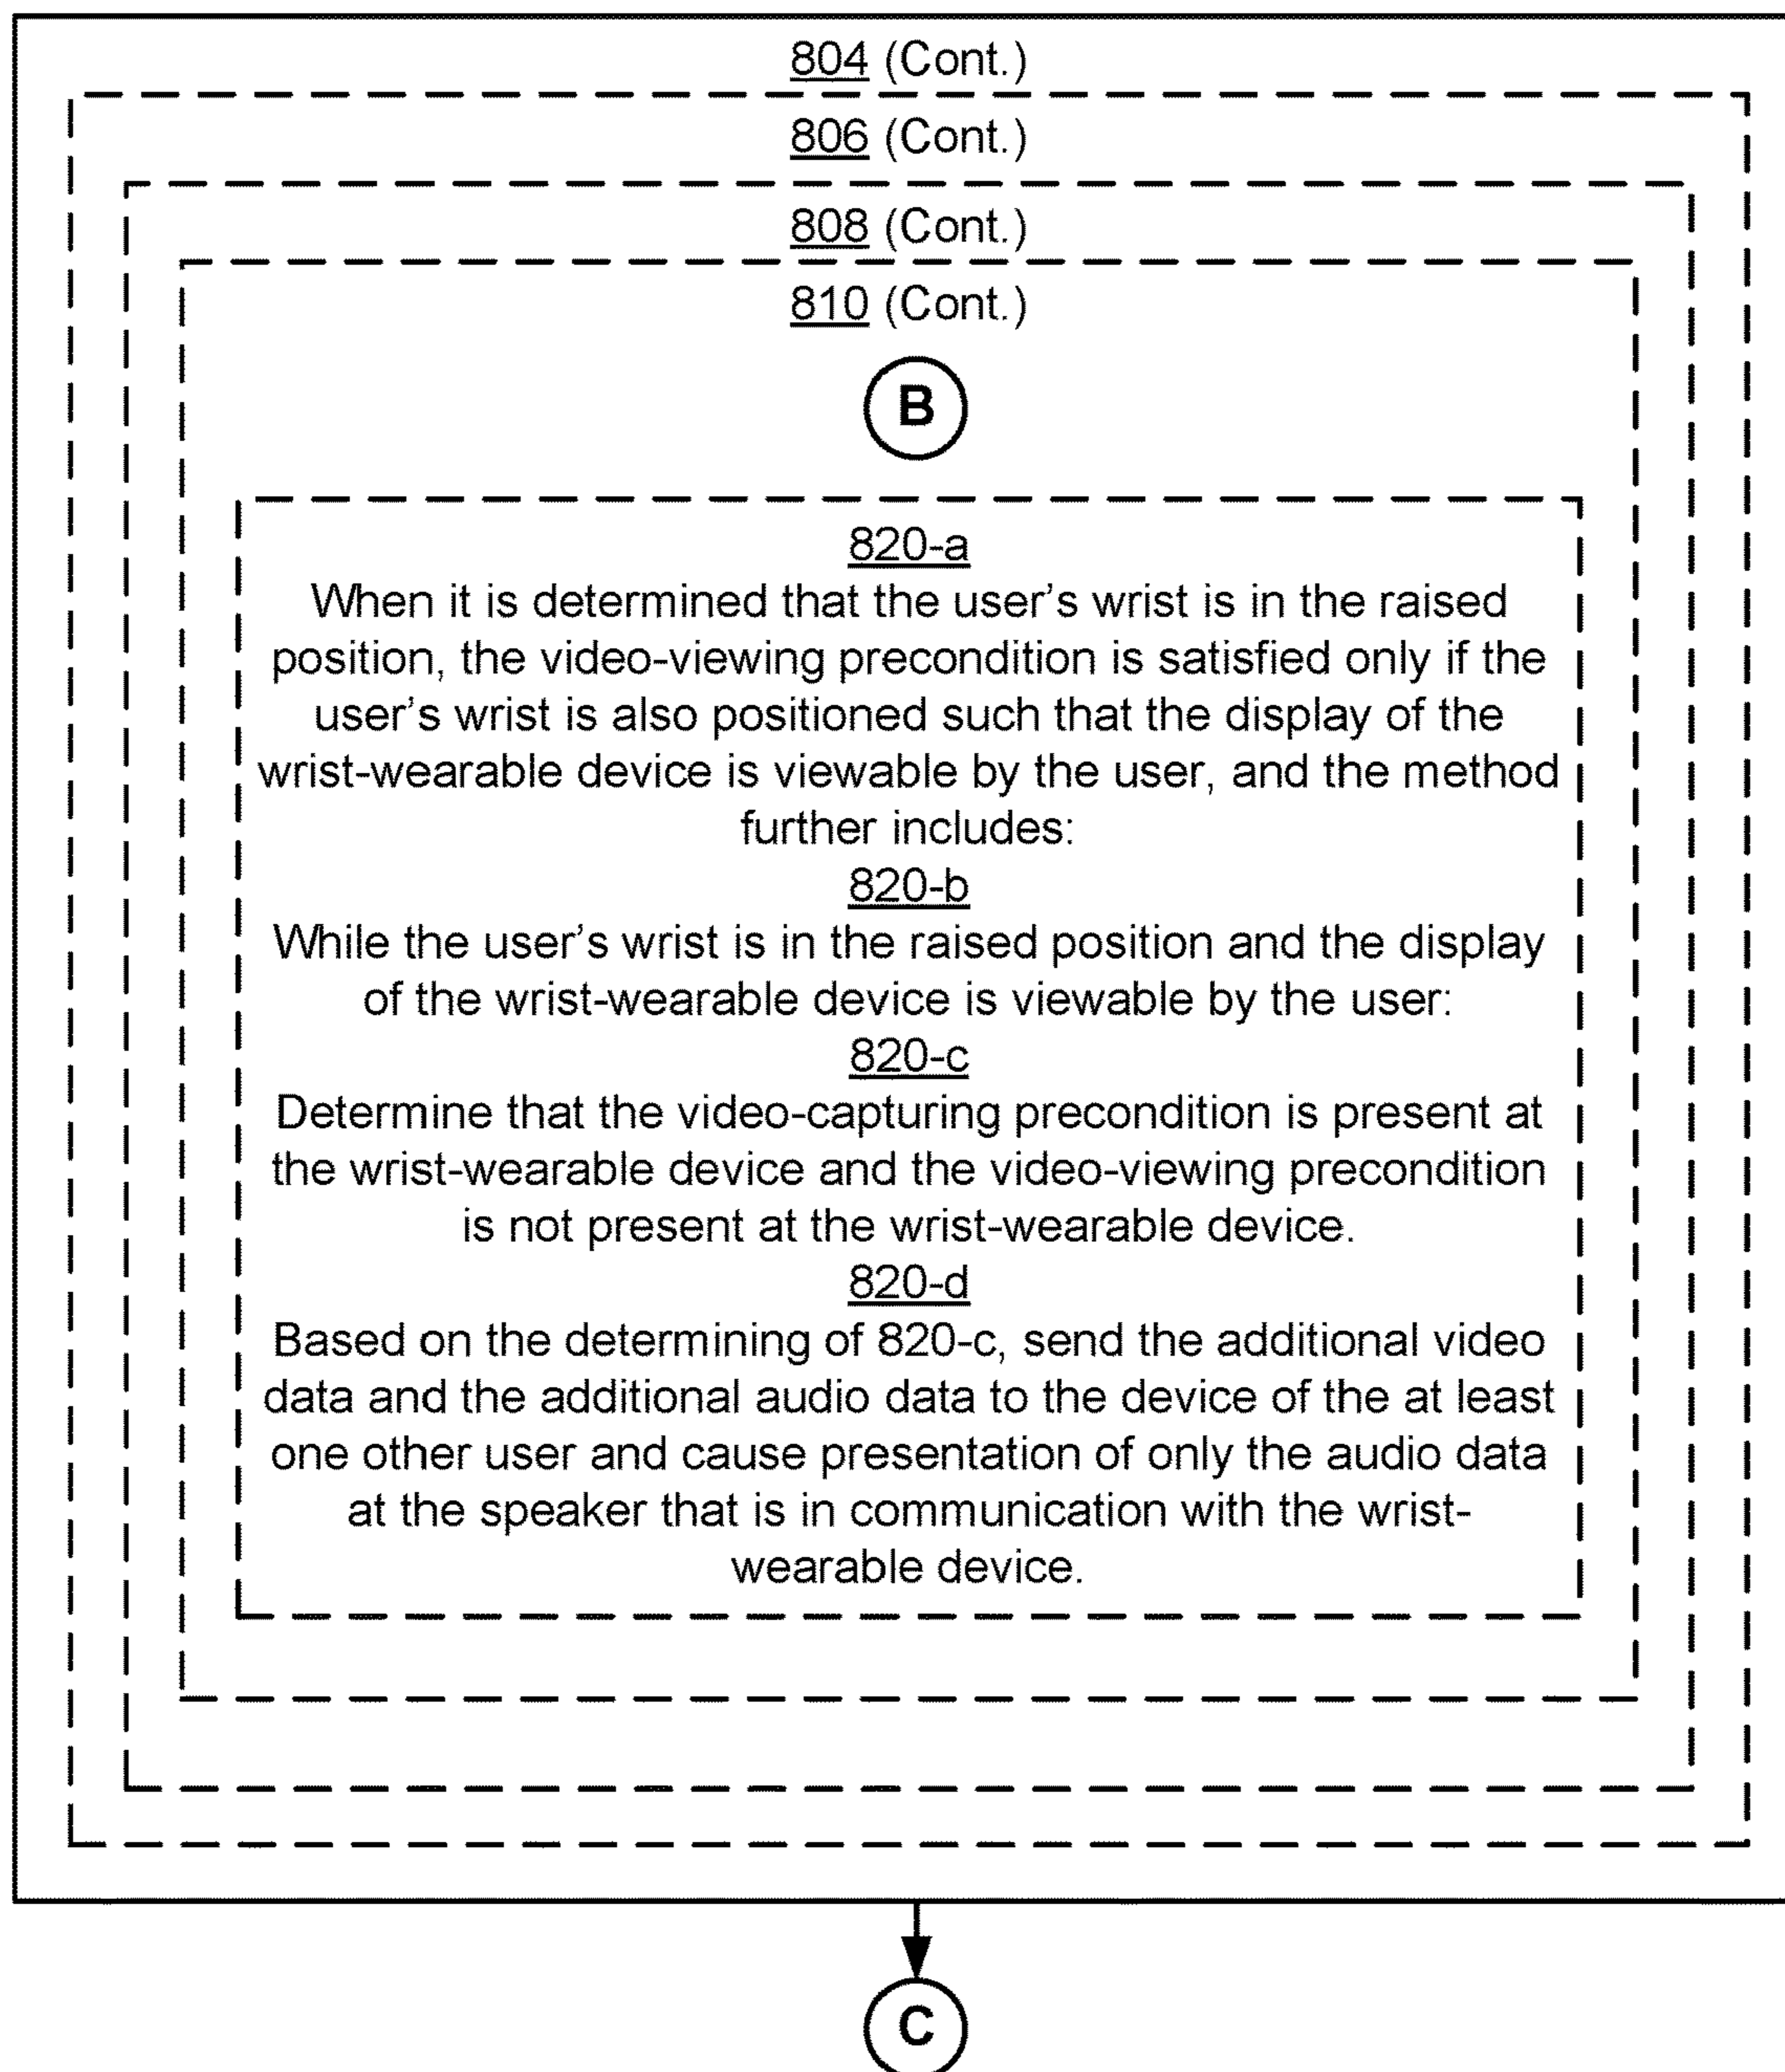 804 (Cont.)
806 (Cont.)
808 (Cont.)
810 (Cont.)
B
820-a
When it is determined that the user’s wrist is in the raised
position, the video-viewing precondition is satisfied only if the
user’s wrist is also positioned such that the display of the
wrist-wearable device is viewable by the user, and the method
further includes:
820-b
While the user’s wrist is in the raised position and the display
of the wrist-wearable device is viewable by the user:
820-c
Determine that the video-capturing precondition is present at
the wrist-wearable device and the video-viewing precondition
is not present at the wrist-wearable device.
820-d
Based on the determining of 820-c, send the additional video
data and the additional audio data to the device of the at least
one other user and cause presentation of only the audio data
at the speaker that is in communication with the wrist-
wearable device.
C